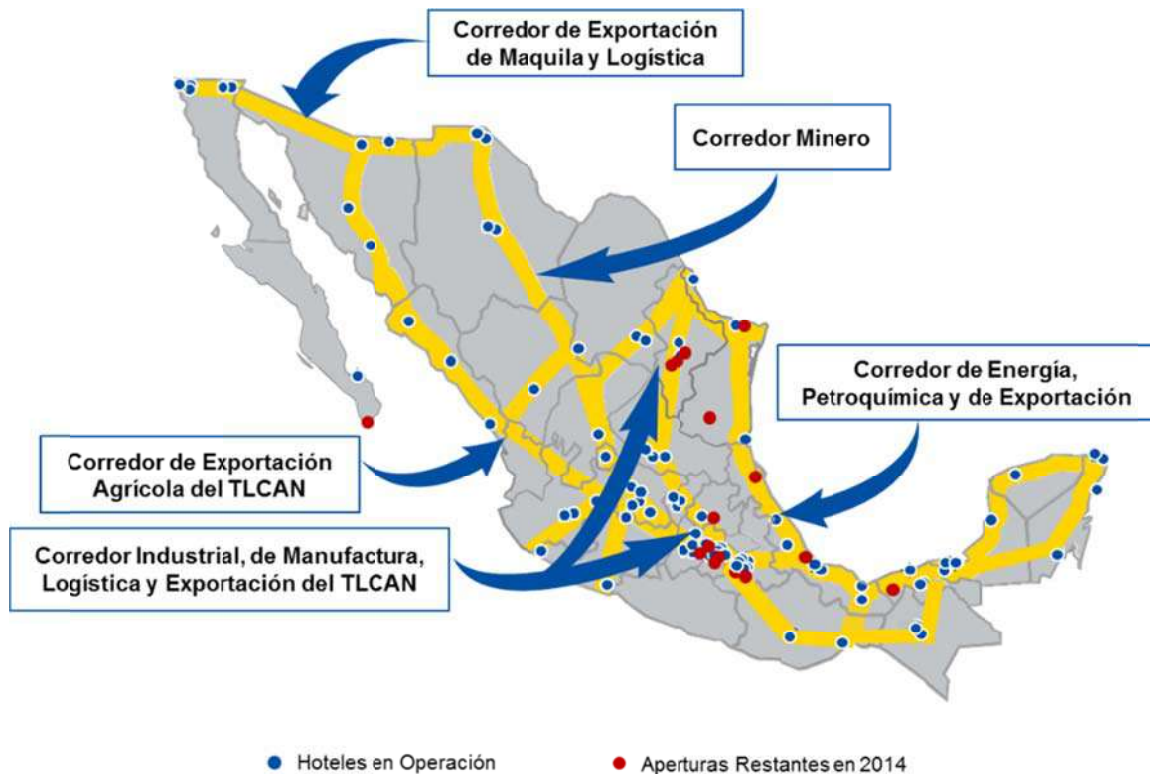 Corredor de Exportación
de Maquila y Logística
Corredor Minero
Corredor de Energía,
Petroquímica y de Exportación
Corredor de Exportación
Agrícola del TLCAN
Corredor Industrial, de Manufactura,
Logística y Exportación del TLCAN
Hoteles en Operación
Aperturas Restantes en 2014